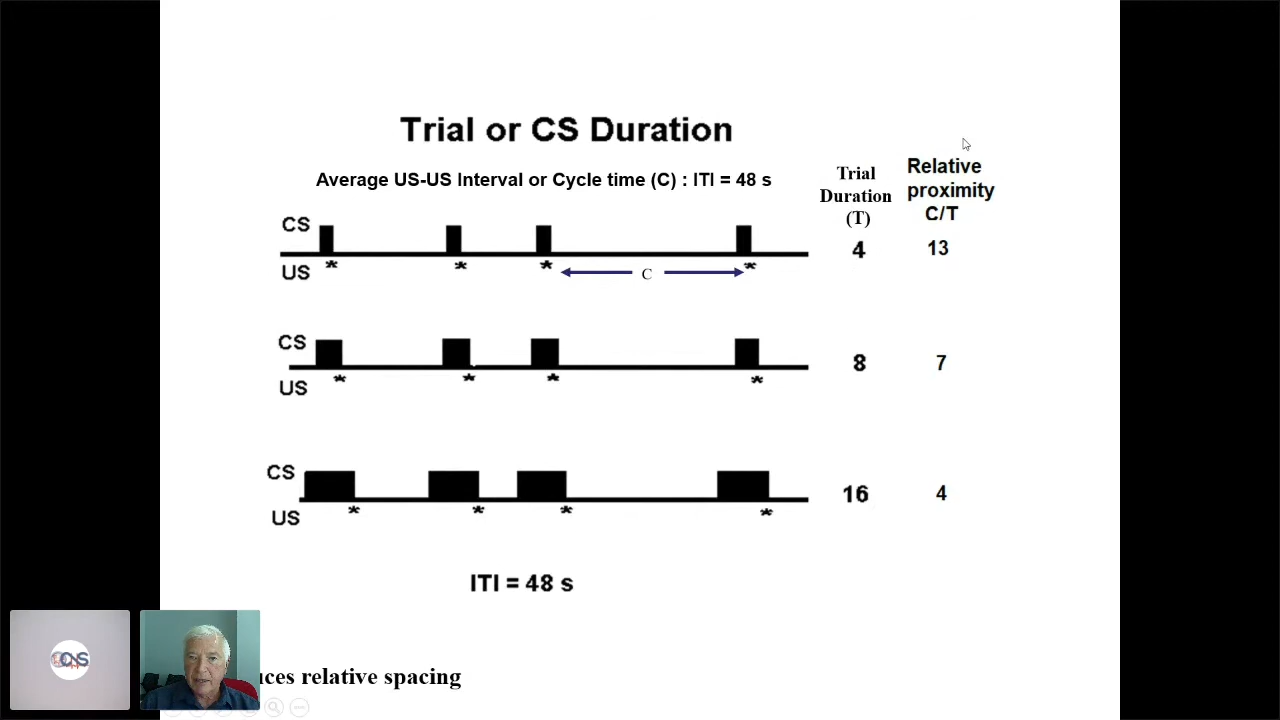 Trial or CS Duration
Average US-US Interval or Cycle time (C) : ITI = 48 s
Trial
Duration
(T)
Relative
proximity
C/T
CS
US
* * * *
C
4
13
CS
US
* * * *
8
7
CS
US
* * * *
16
4
ITI = 48 s
relative spacing